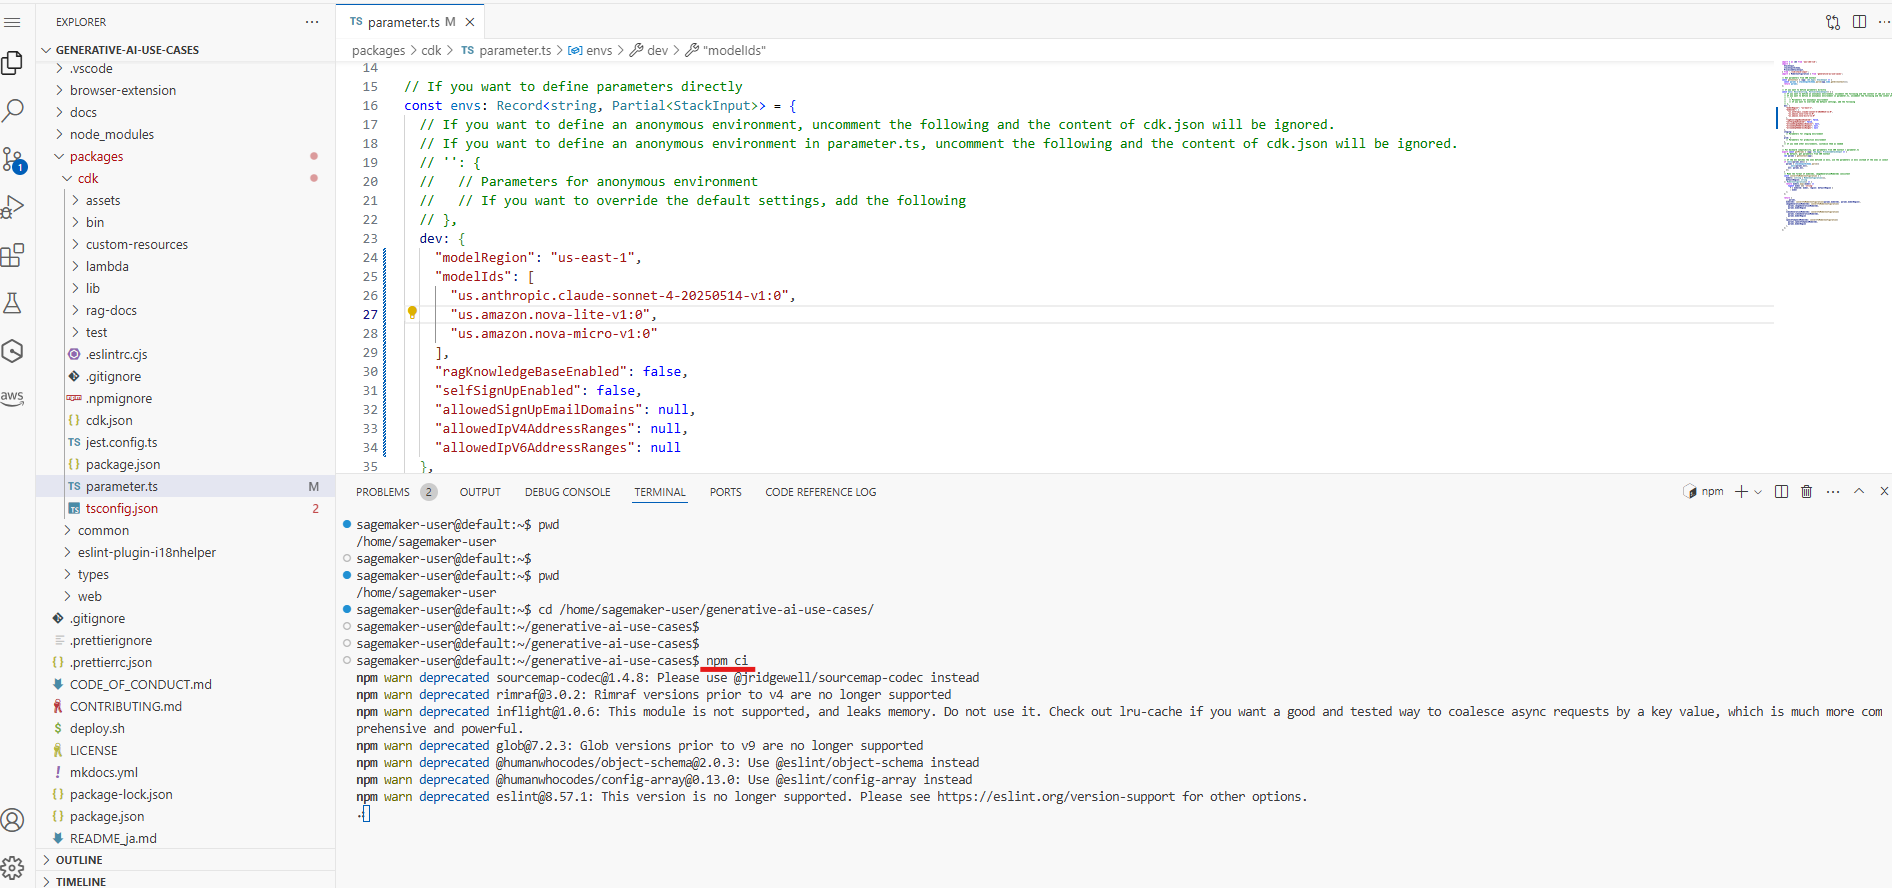 EXPLORER
GENERATIVE-AI-USE-CASES
.vscode
browser-extension
docs
node_modules
packages
cdk
assets
bin
custom-resources
lambda
lib
rag-docs
test
.eslintrc.cjs
.gitignore
.npmignore
cdk.json
TS jest.config.ts
package.json
TS parameter.ts M
tsconfig.json 2
common
eslint-plugin-i18nhelper
types
web
.gitignore
.prettierignore
.prettierrc.json
CODE_OF_CONDUCT.md
CONTRIBUTING.md
deploy.sh
LICENSE
mkdocs.yml
package-lock.json
package.json
README_ja.md
OUTLINE
TIMELINE
1
aws
TS parameter.ts M
packages > cdk > TS parameter.ts > envs > dev > "modelIds"
14
15 // If you want to define parameters directly
16 const envs: Record<string, Partial<StackInput>> = {
17 // If you want to define an anonymous environment, uncomment the following and the content of cdk.json will be ignored.
18 // If you want to define an anonymous environment in parameter.ts, uncomment the following and the content of cdk.json will be ignored.
19 // '': {
20 // // Parameters for anonymous environment
21 // // If you want to override the default settings, add the following
22 // },
23 dev: {
24 "modelRegion": "us-east-1",
25 "modelIds": [
26 "us.anthropic.claude-sonnet-4-20250514-v1:0",
27 "us.amazon.nova-lite-v1:0",
28 "us.amazon.nova-micro-v1:0"
29 ],
30 "ragKnowledgeBaseEnabled": false,
31 "selfSignUpEnabled": false,
32 "allowedSignUpEmailDomains": null,
33 "allowedIpV4AddressRanges": null,
34 "allowedIpV6AddressRanges": null
35 },
PROBLEMS 2 OUTPUT DEBUG CONSOLE TERMINAL PORTS CODE REFERENCE LOG npm
sagemaker-user@default:~$ pwd
/home/sagemaker-user
sagemaker-user@default:~$
sagemaker-user@default:~$ pwd
/home/sagemaker-user
sagemaker-user@default:~$ cd /home/sagemaker-user/generative-ai-use-cases/
sagemaker-user@default:~/generative-ai-use-cases$
sagemaker-user@default:~/generative-ai-use-cases$
sagemaker-user@default:~/generative-ai-use-cases$ npm ci
npm warn deprecated sourcemap-codec@1.4.8: Please use @jridgewell/sourcemap-codec instead
npm warn deprecated rimraf@3.0.2: Rimraf versions prior to v4 are no longer supported
npm warn deprecated inflight@1.0.6: This module is not supported, and leaks memory. Do not use it. Check out lru-cache if you want a good and tested way to coalesce async requests by a key value, which is much more com
prehensive and powerful.
npm warn deprecated glob@7.2.3: Glob versions prior to v9 are no longer supported
npm warn deprecated @humanwhocodes/object-schema@2.0.3: Use @eslint/object-schema instead
npm warn deprecated @humanwhocodes/config-array@0.13.0: Use @eslint/config-array instead
npm warn deprecated eslint@8.57.1: This version is no longer supported. Please see https://eslint.org/version-support for other options.